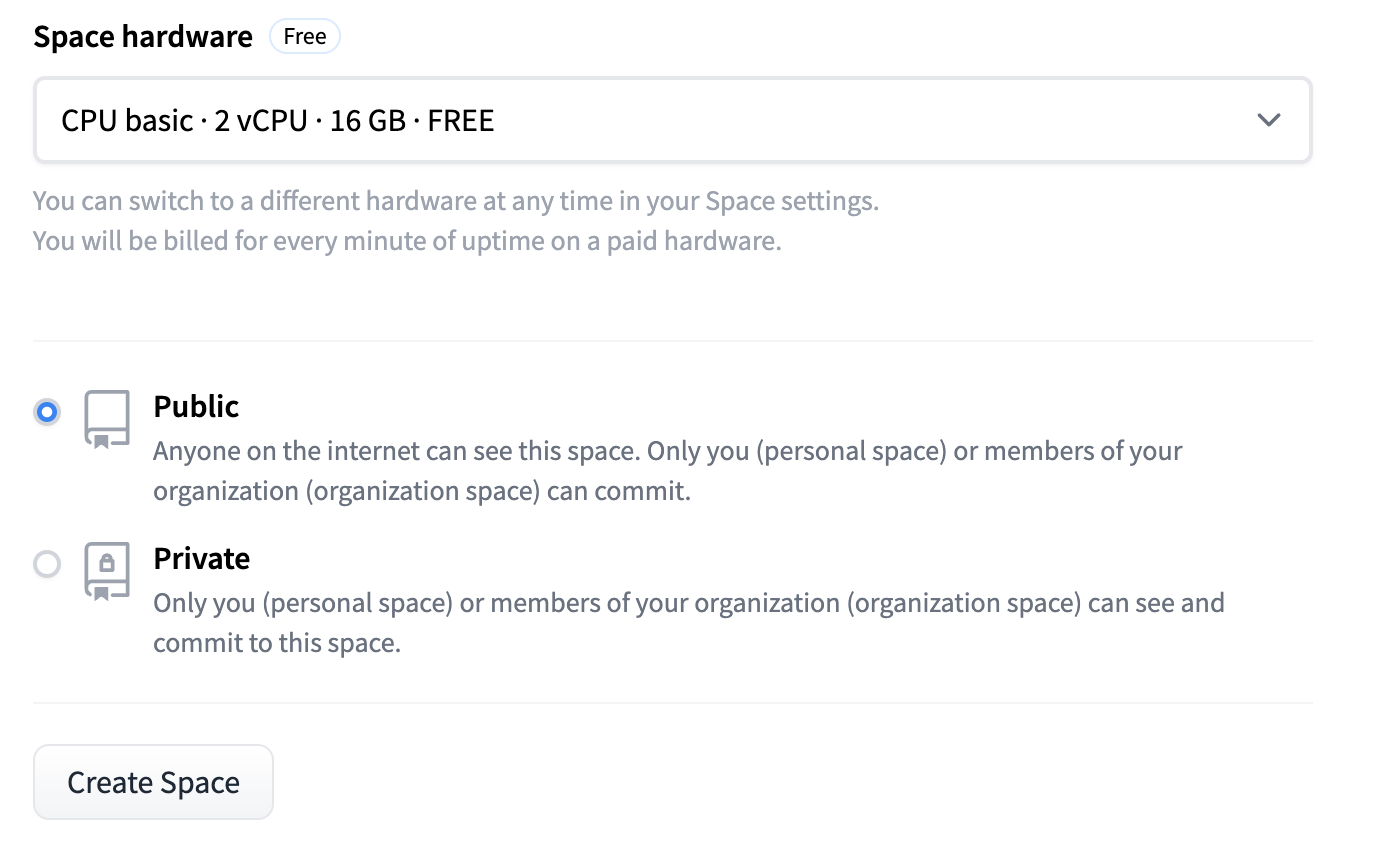 Space hardware Free
CPU basic · 2 vCPU · 16 GB · FREE
You can switch to a different hardware at any time in your Space settings.
You will be billed for every minute of uptime on a paid hardware.
Public
Anyone on the internet can see this space. Only you (personal space) or members of your
organization (organization space) can commit.
Private
Only you (personal space) or members of your organization (organization space) can see and
commit to this space.
Create Space